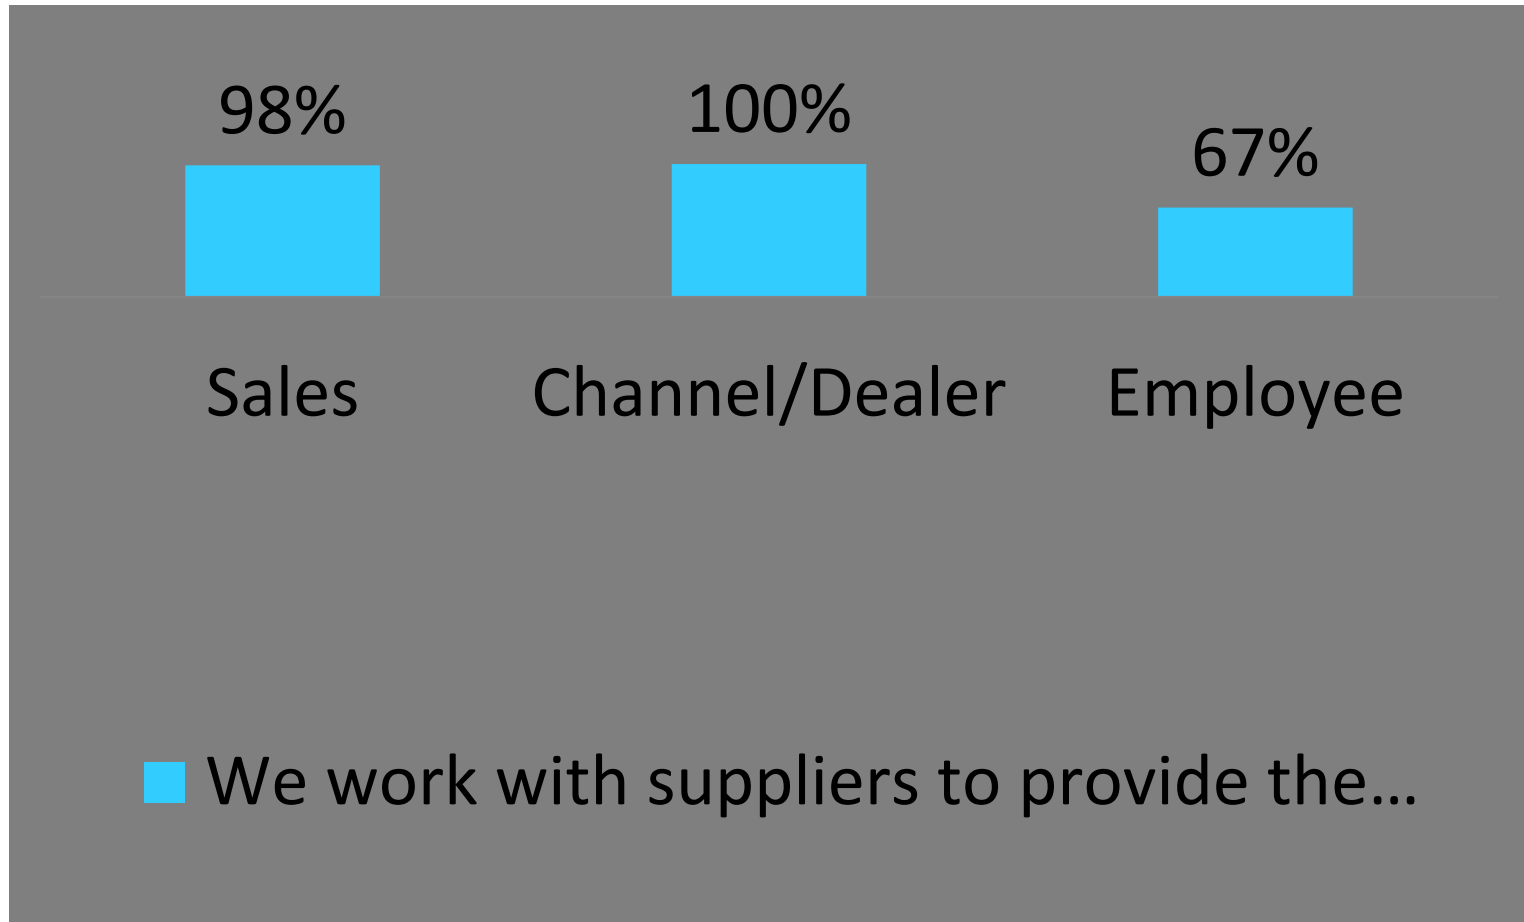 98% 100% 67%
Sales Channel/Dealer Employee
We work with suppliers to provide the…